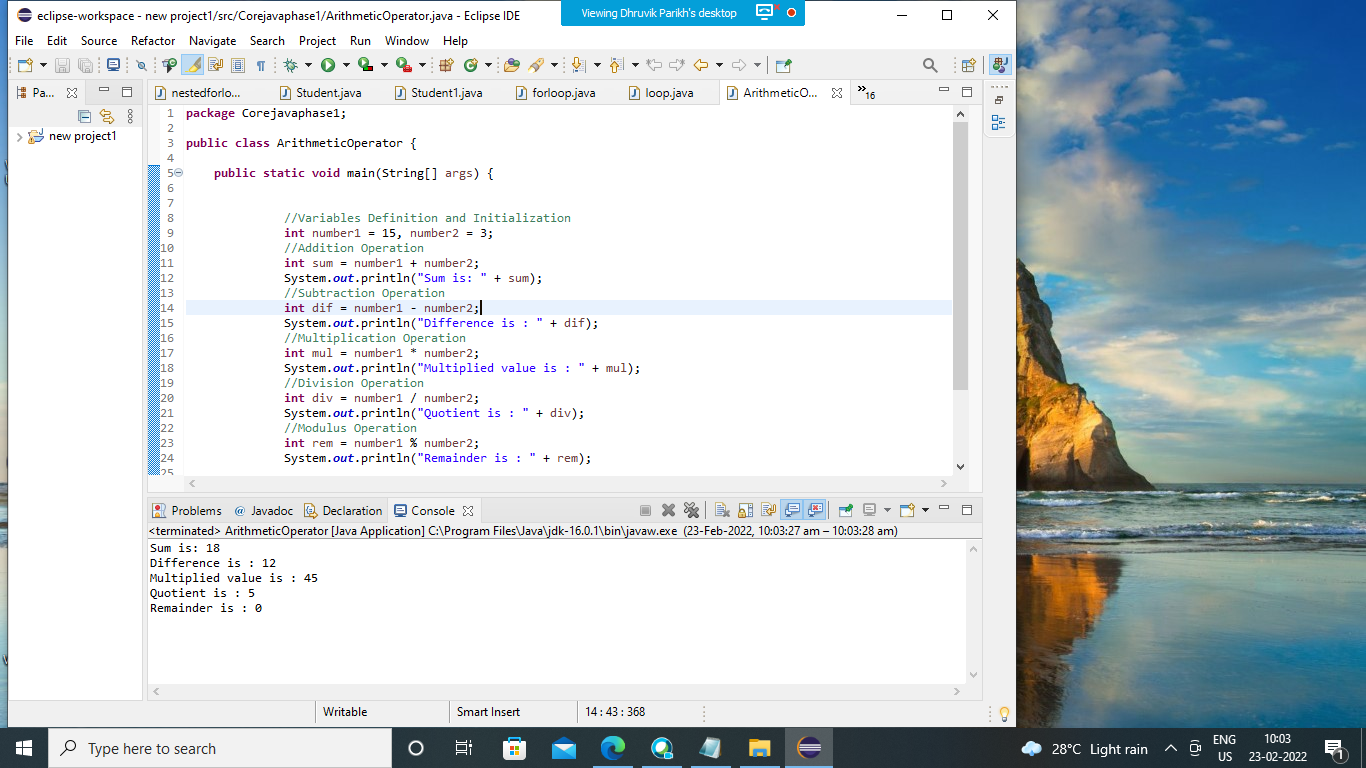 eclipse-workspace - new project1/src/Corejavaphase1/ArithmeticOperator.java - Eclipse IDE
Viewing Dhruvik Parikh's desktop
File Edit Source Refactor Navigate Search Project Run Window Help
Pa...
nestedforlo... Student.java Student1.java forloop.java loop.java ArithmeticO... »16
new project1
1 package Corejavaphase1;
2
3 public class ArithmeticOperator {
4
5 public static void main(String[] args) {
6
7
8 //Variables Definition and Initialization
9 int number1 = 15, number2 = 3;
10 //Addition Operation
11 int sum = number1 + number2;
12 System.out.println("Sum is: " + sum);
13 //Subtraction Operation
14 int dif = number1 - number2;
15 System.out.println("Difference is : " + dif);
16 //Multiplication Operation
17 int mul = number1 * number2;
18 System.out.println("Multiplied value is : " + mul);
19 //Division Operation
20 int div = number1 / number2;
21 System.out.println("Quotient is : " + div);
22 //Modulus Operation
23 int rem = number1 % number2;
24 System.out.println("Remainder is : " + rem);
25
Problems @ Javadoc Declaration Console
<terminated> ArithmeticOperator [Java Application] C:\Program Files\Java\jdk-16.0.1\bin\javaw.exe (23-Feb-2022, 10:03:27 am – 10:03:28 am)
Sum is: 18
Difference is : 12
Multiplied value is : 45
Quotient is : 5
Remainder is : 0
Writable Smart Insert 14 : 43 : 368
Type here to search
28°C Light rain
ENG
US
10:03
23-02-2022
1